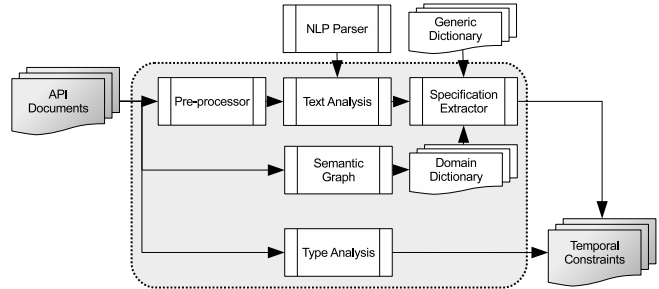 NLP Parser
Generic
Dictionary
API
Documents
Pre-processor
Text Analysis
Specification
Extractor
Semantic
Graph
Domain
Dictionary
Type Analysis
Temporal
Constraints